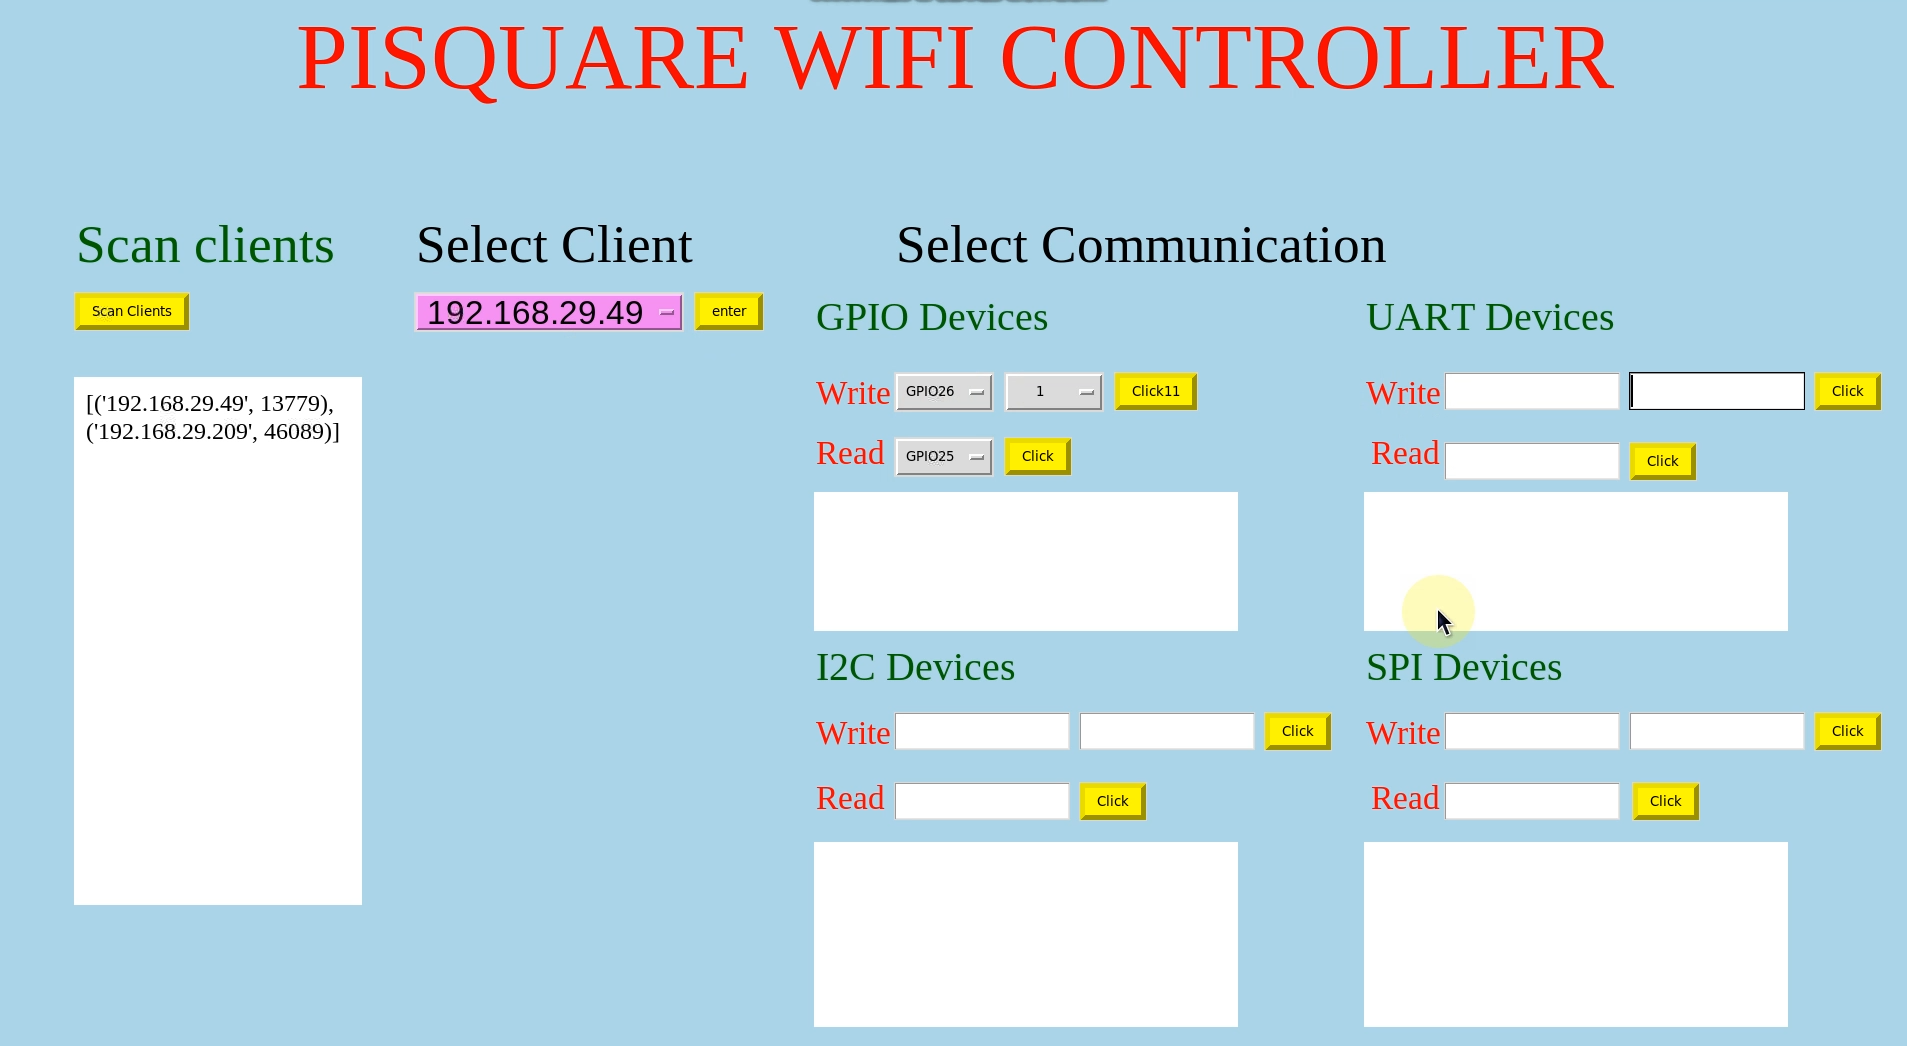 PISQUARE WIFI CONTROLLER
Scan clients
Select Client
Select Communication
Scan Clients
192.168.29.49
enter
[('192.168.29.49', 13779),
('192.168.29.209', 46089)]
GPIO Devices
Write GPIO26 1 Click11
Read GPIO25 Click
UART Devices
Write Click
Read Click
I2C Devices
Write Click
Read Click
SPI Devices
Write Click
Read Click